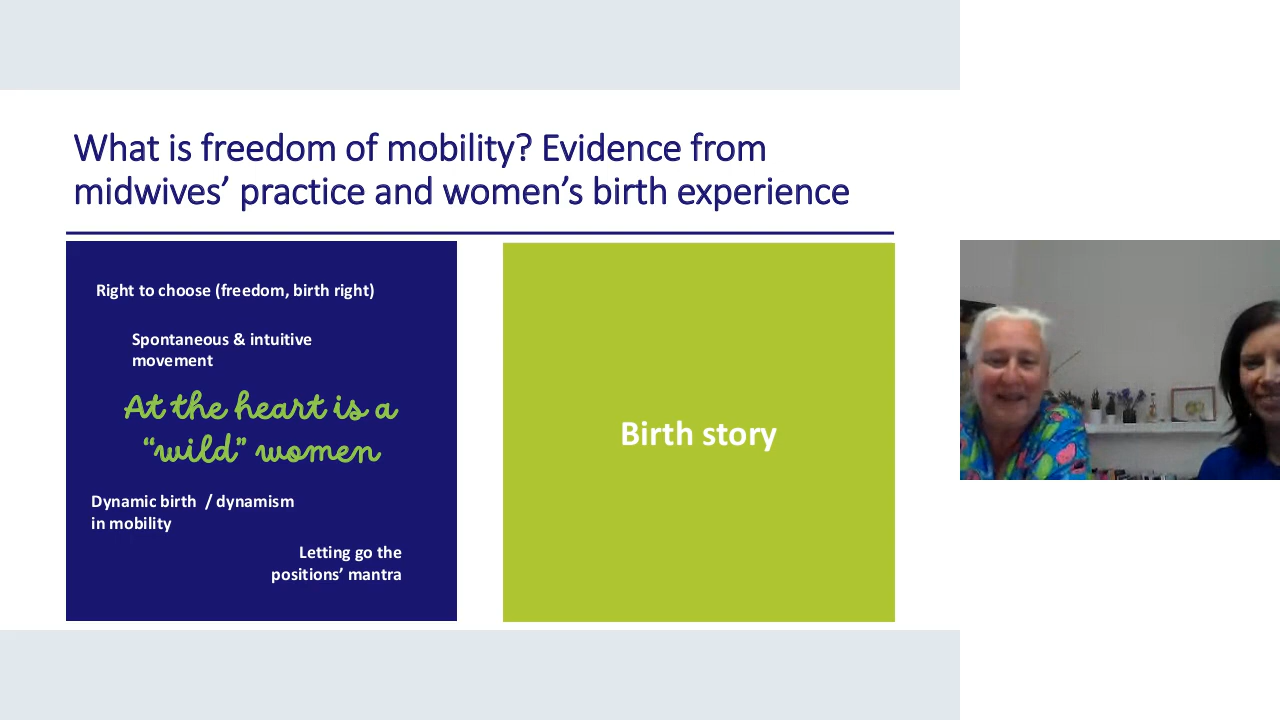 What is freedom of mobility? Evidence from
midwives’ practice and women’s birth experience
Right to choose (freedom, birth right)
Spontaneous & intuitive
movement
At the heart is a
“wild” women
Dynamic birth / dynamism
in mobility
Letting go the
positions’ mantra
Birth story